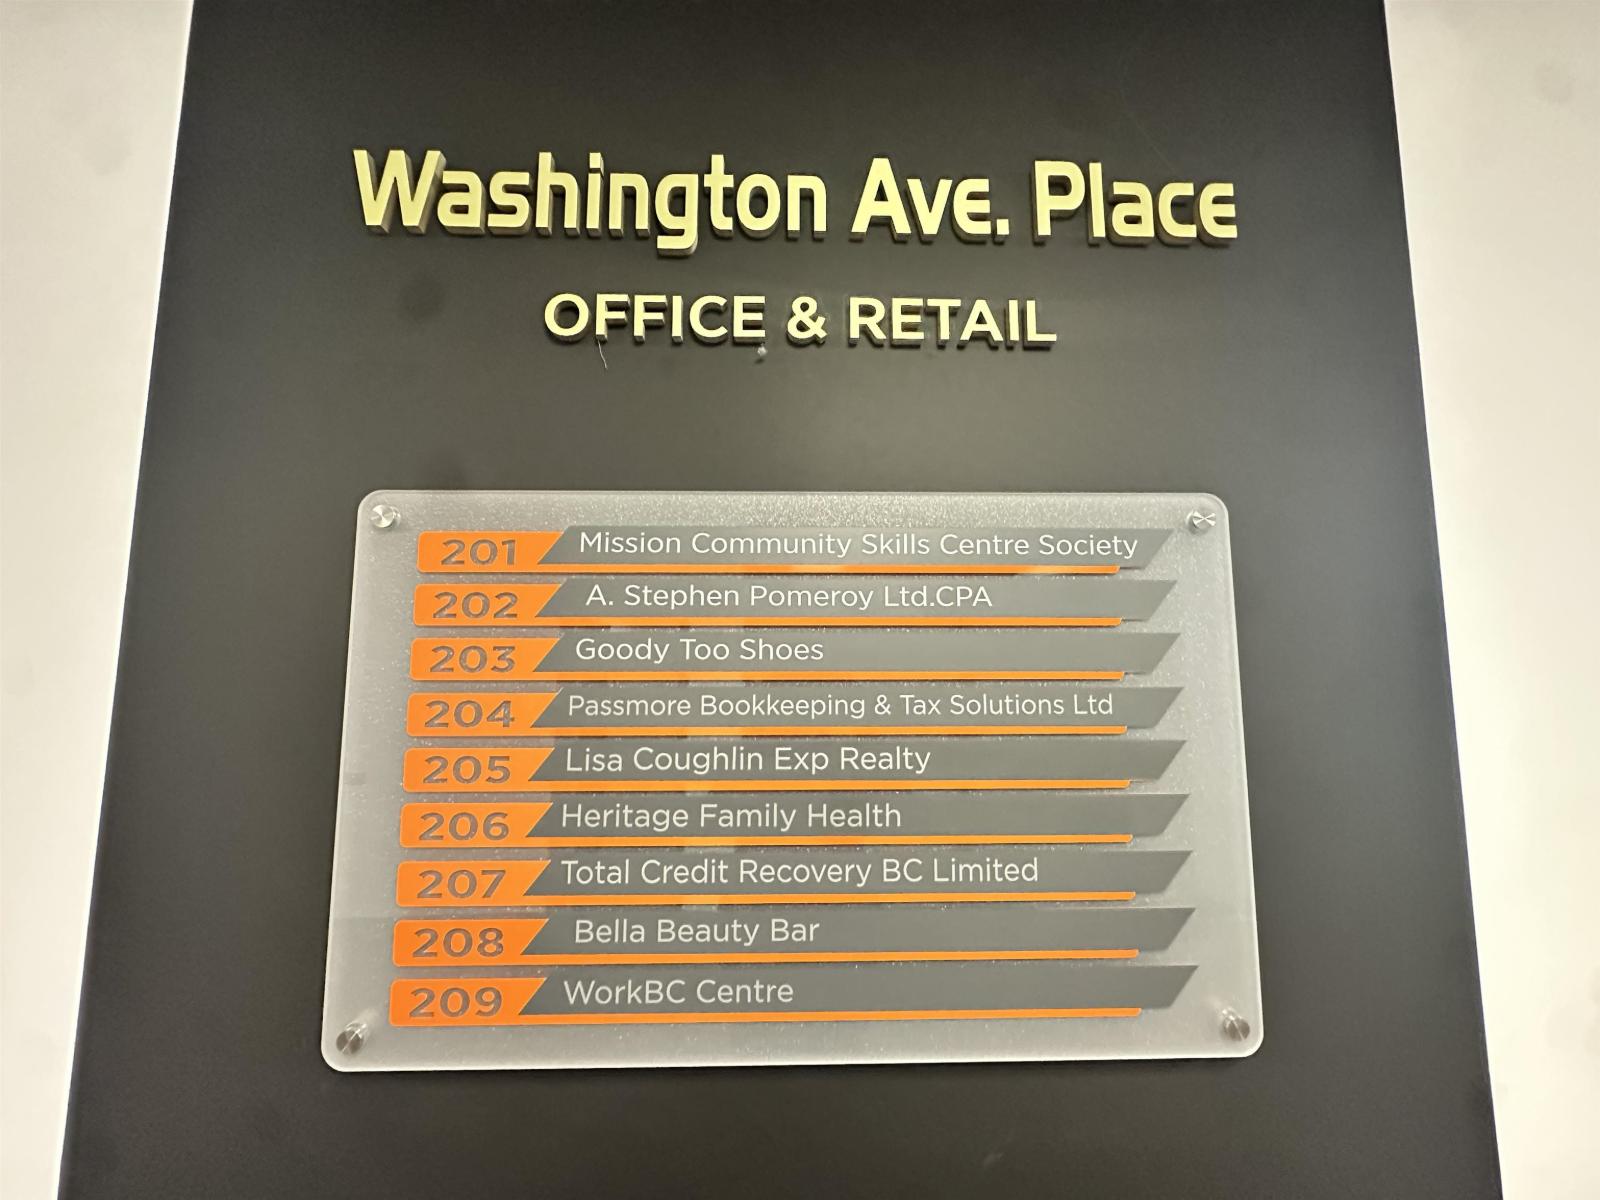 Washington Ave. Place
OFFICE & RETAIL
201 Mission Community Skills Centre Society
202 A. Stephen Pomeroy Ltd.CPA
203 Goody Too Shoes
204 Passmore Bookkeeping & Tax Solutions Ltd
205 Lisa Coughlin Exp Realty
206 Heritage Family Health
207 Total Credit Recovery BC Limited
208 Bella Beauty Bar
209 WorkBC Centre